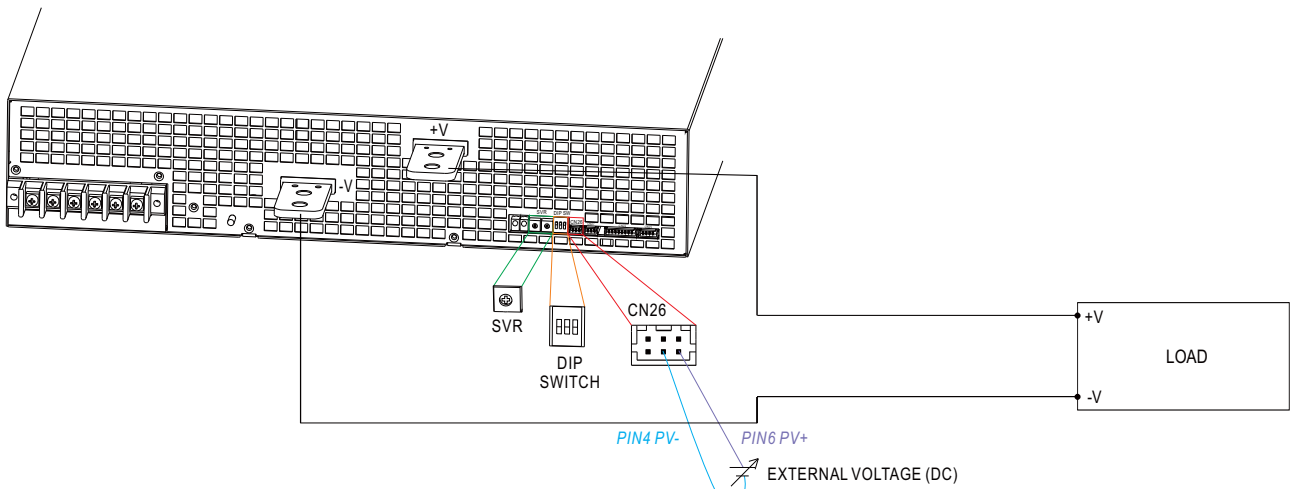 +V
-V
SVR
DIP SW
CN26
SVR
DIP
SWITCH
CN26
+V
LOAD
-V
PIN4 PV-
PIN6 PV+
EXTERNAL VOLTAGE (DC)